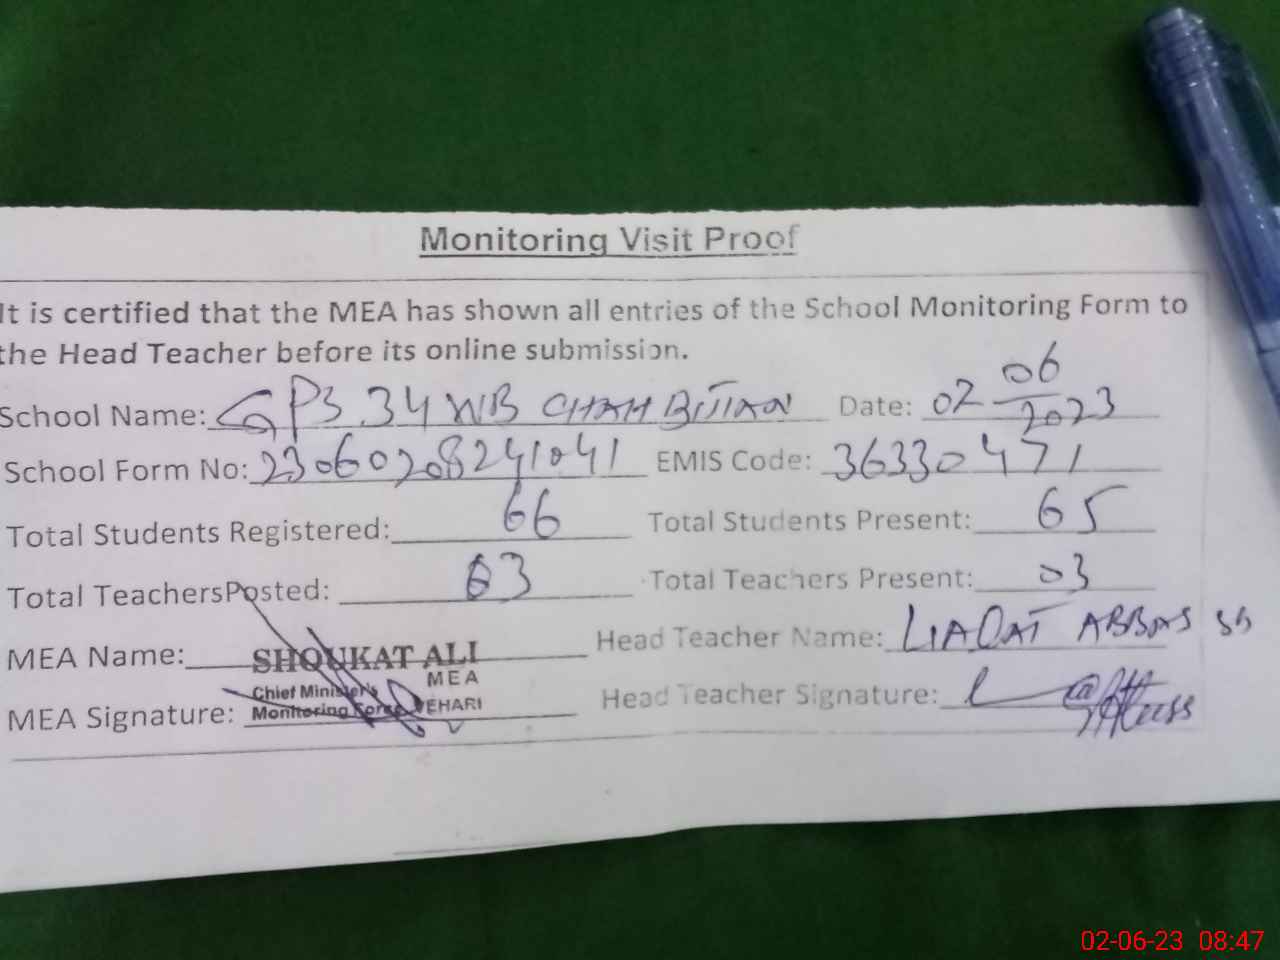 Monitoring Visit Proof
It is certified that the MEA has shown all entries of the School Monitoring Form to
the Head Teacher before its online submission.
School Name: GPS 34 WB CHAH BUTIAN Date: 02 06 2023
School Form No: 23060208241041 EMIS Code: 36330471
Total Students Registered: 66 Total Students Present: 65
Total TeachersPosted: 03 Total Teachers Present: 03
MEA Name: SHOUKAT ALI Head Teacher Name: LIAQAT ABBAS
MEA
Chief Minister's
MEA Signature: Monitoring Force VEHARI Head Teacher Signature:
02-06-23 08:47